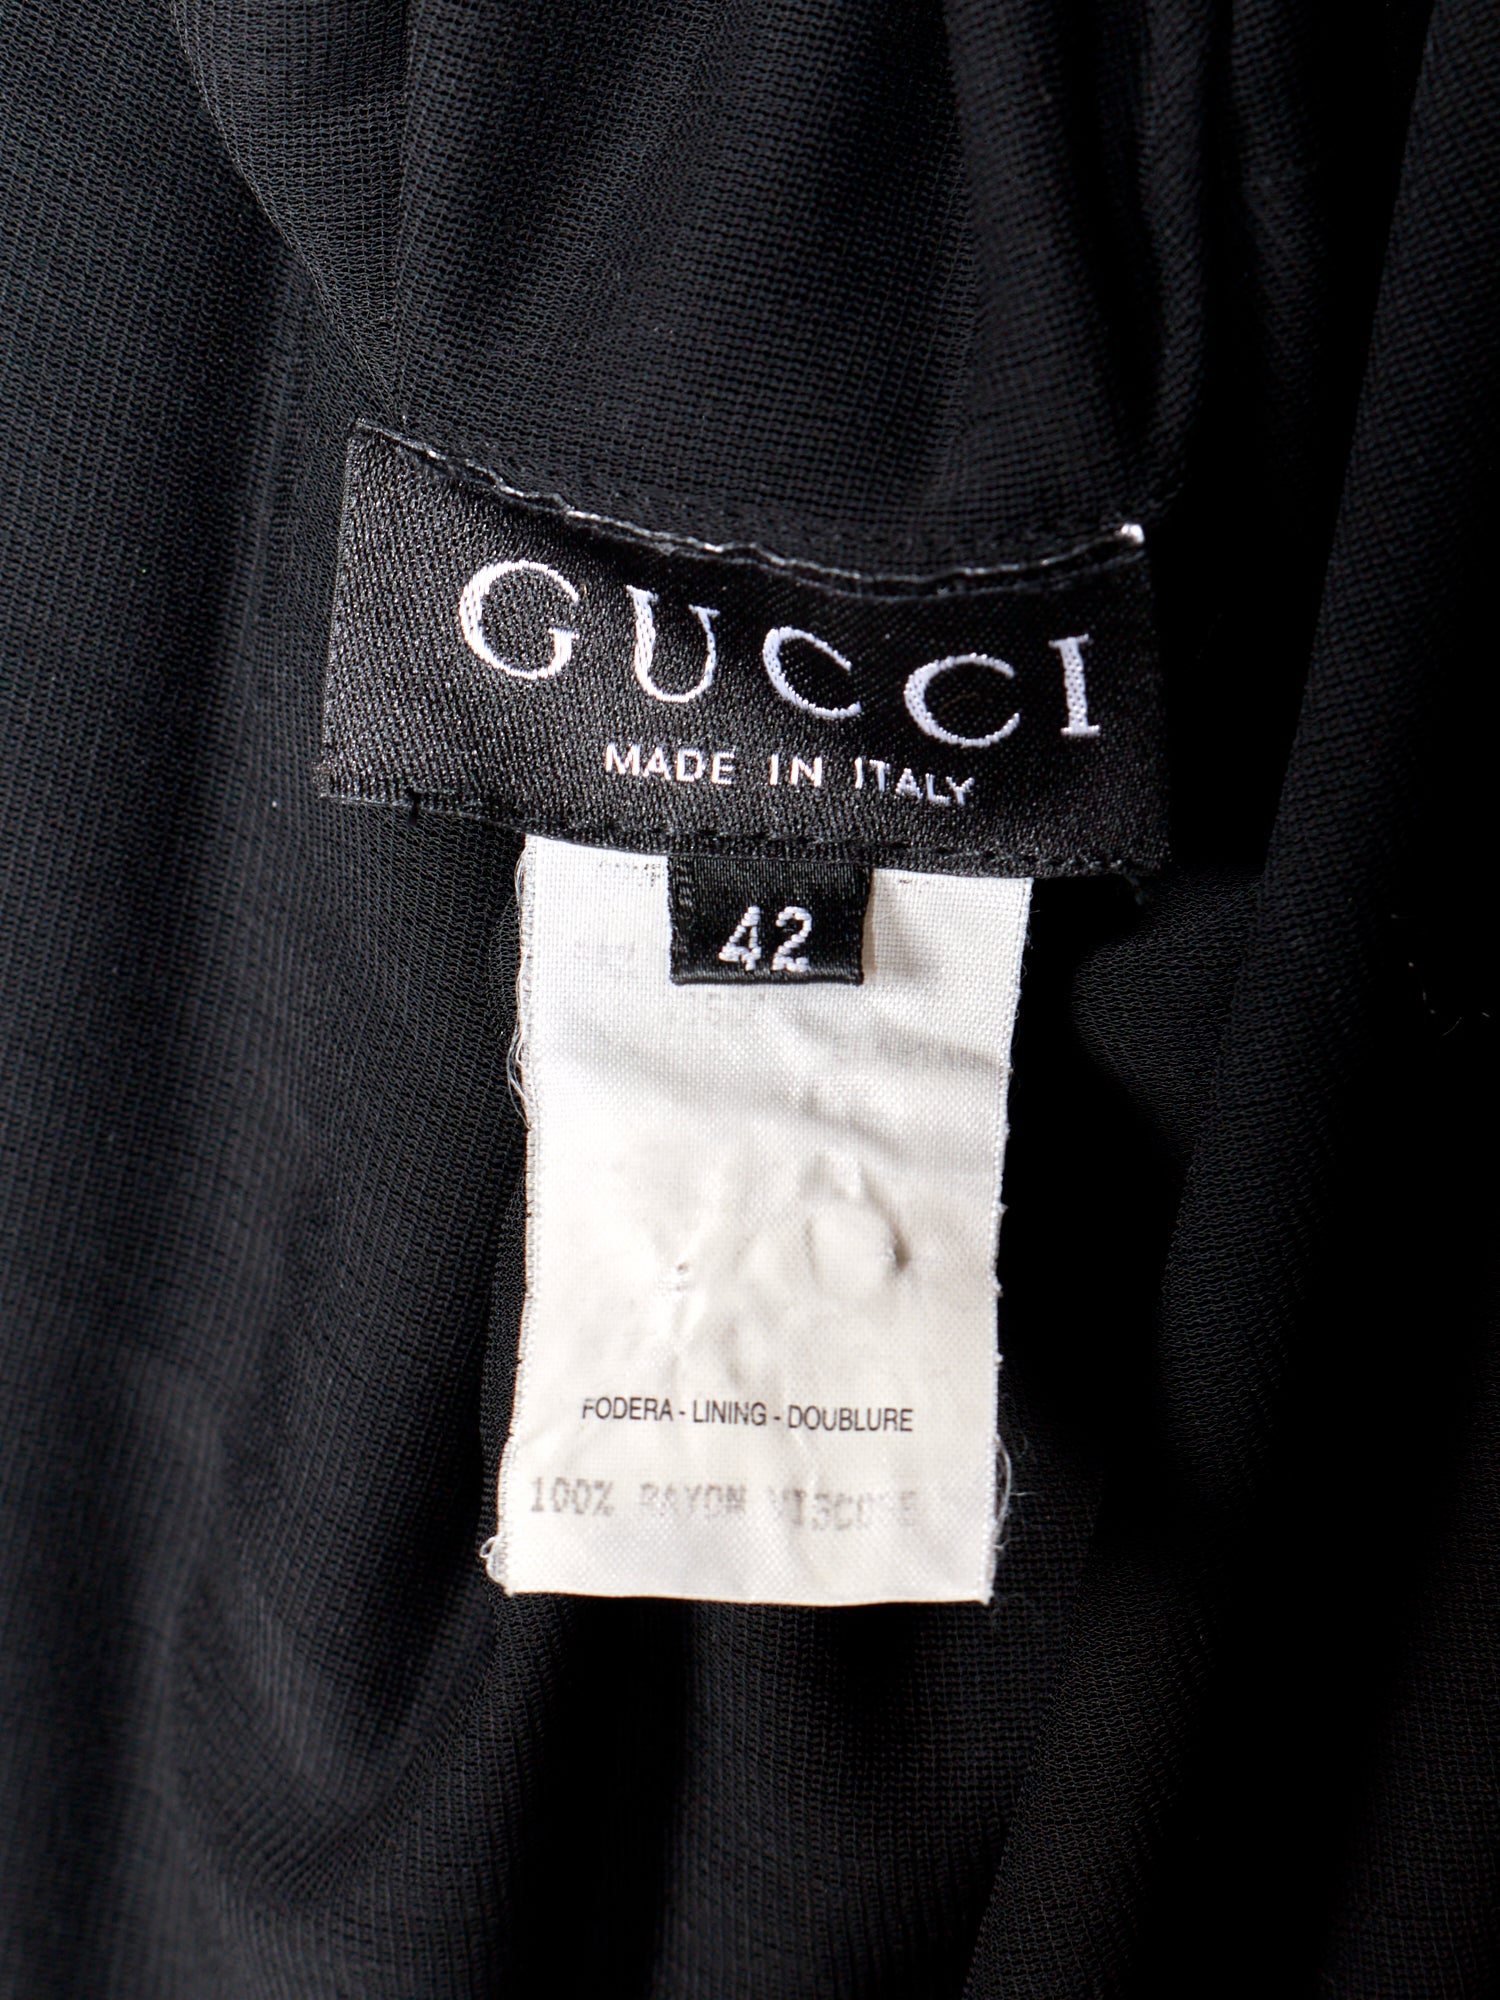 GUCCI
MADE IN ITALY
42
FODERA - LINING - DOUBLURE
100% RAYON VISCOSE